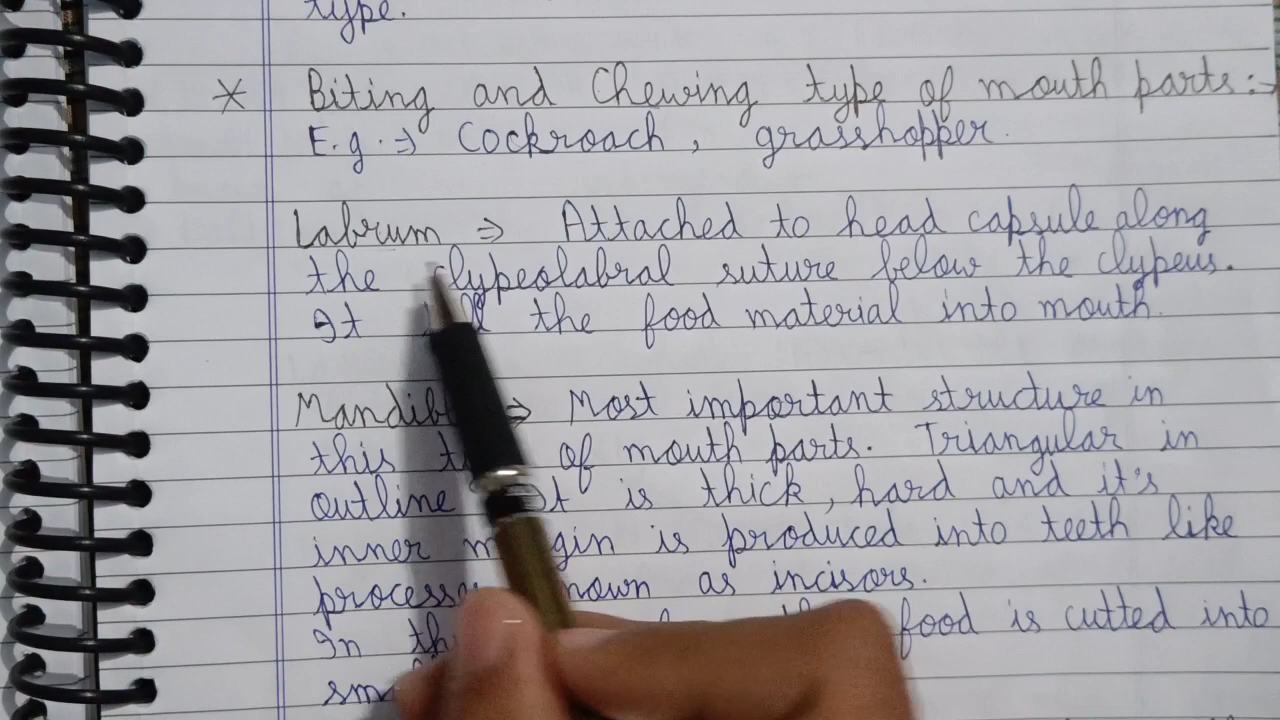 type.
* Biting and Chewing type of mouth parts:-
E.g.⇒ Cockroach, grasshopper.
Labrum ⇒ Attached to head capsule along
the clypeolabral suture below the clypeus.
It the food material into mouth.
⇒ Most important structure in
this of mouth parts. Triangular in
outline is thick, hard and it's
inner is produced into teeth like
as incisors.
In food is cutted into